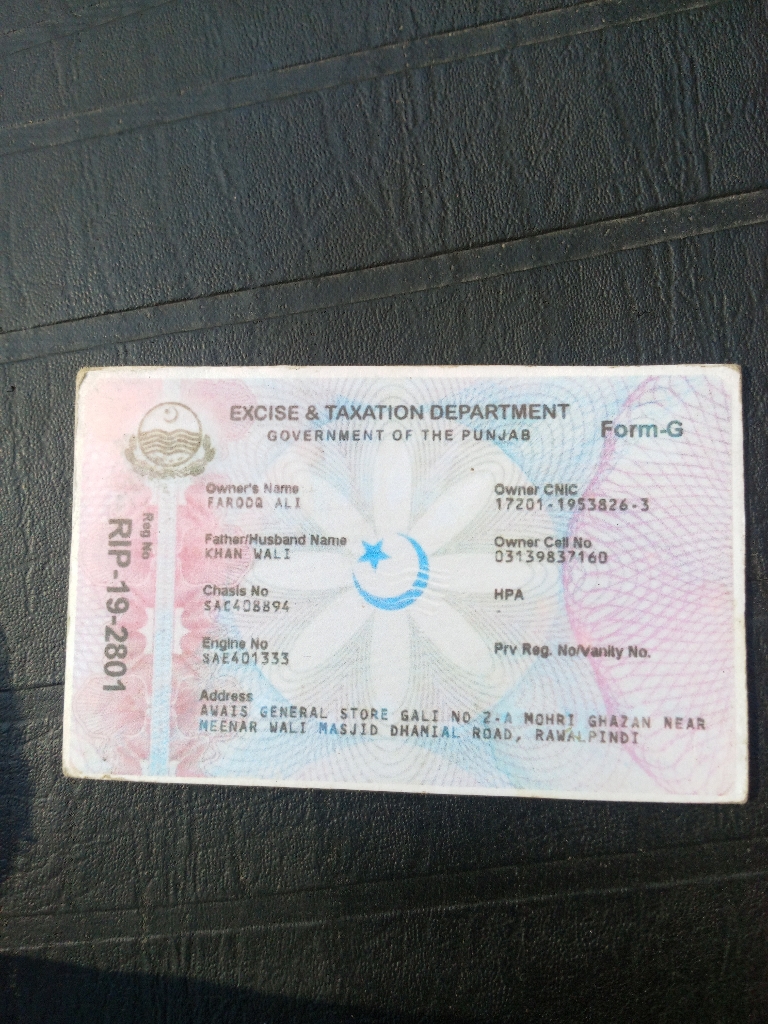 EXCISE & TAXATION DEPARTMENT
GOVERNMENT OF THE PUNJAB
Form-G
Reg No
RIP-19-2801
Owner's Name
FAROOQ ALI
Owner CNIC
17201-1953826-3
Father/Husband Name
KHAN WALI
Owner Cell No
03139837160
Chasis No
SAC408894
HPA
Engine No
SAE401333
Prv Reg. No/Vanity No.
Address
AWAIS GENERAL STORE GALI NO 2-A MOHRI GHAZAN NEAR
MEENAR WALI MASJID DHAMIAL ROAD, RAWALPINDI